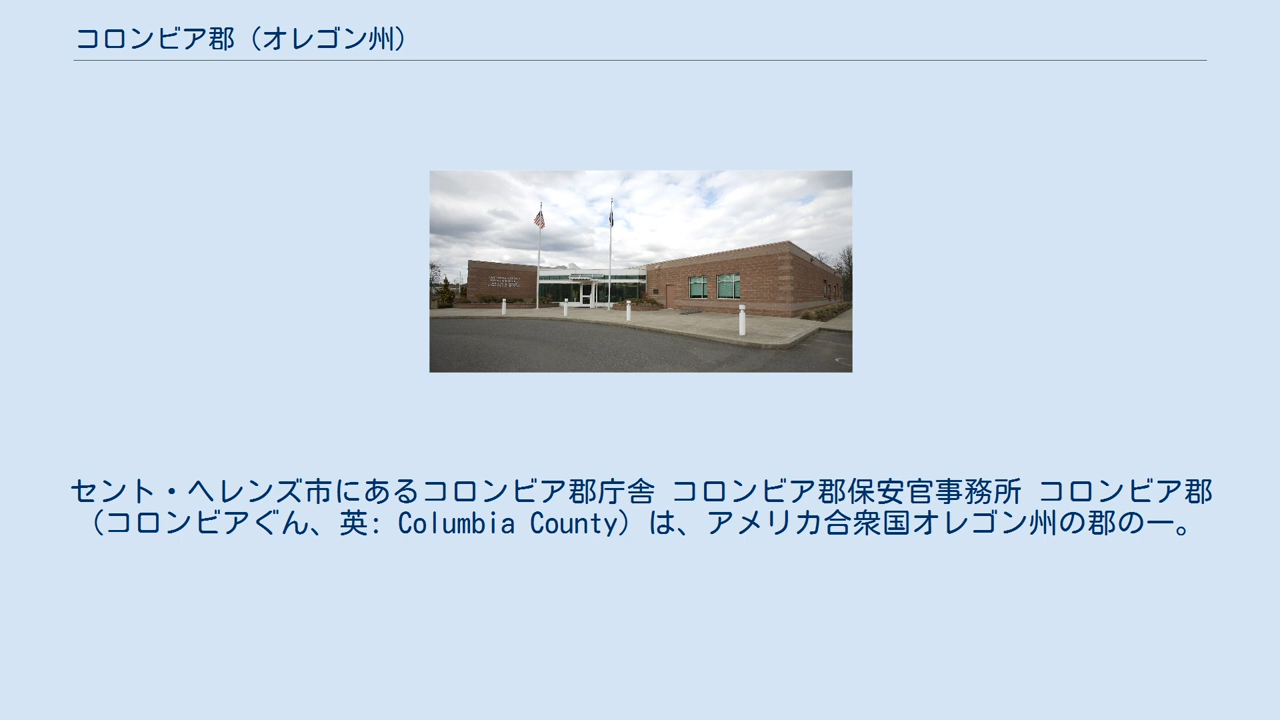 コロンビア郡（オレゴン州）
セント・ヘレンズ市にあるコロンビア郡庁舎 コロンビア郡保安官事務所 コロンビア郡
（コロンビアぐん、英: Columbia County）は、アメリカ合衆国オレゴン州の郡の一。